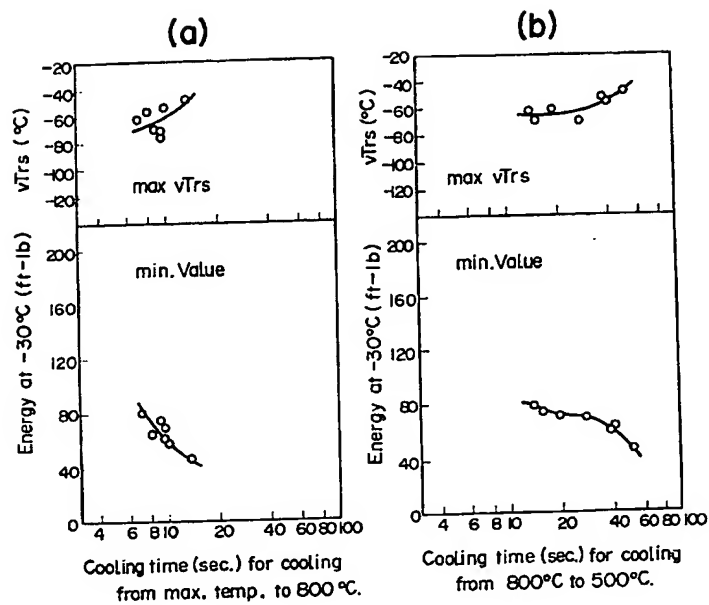 (a)
(b)
-20
-40
-60
-80
-100
-120
vTrs (°C)
max vTrs
200
160
120
80
40
0
Energy at -30°C (ft-lb)
min. Value
4 6 8 10 20 40 60 80 100
Cooling time (sec.) for cooling
from max. temp. to 800°C.
-20
-40
-60
-80
-100
-120
vTrs (°C)
max vTrs
200
160
120
80
40
0
Energy at -30°C (ft-lb)
min. Value
4 6 8 10 20 40 60 80 100
Cooling time (sec.) for cooling
from 800°C to 500°C.